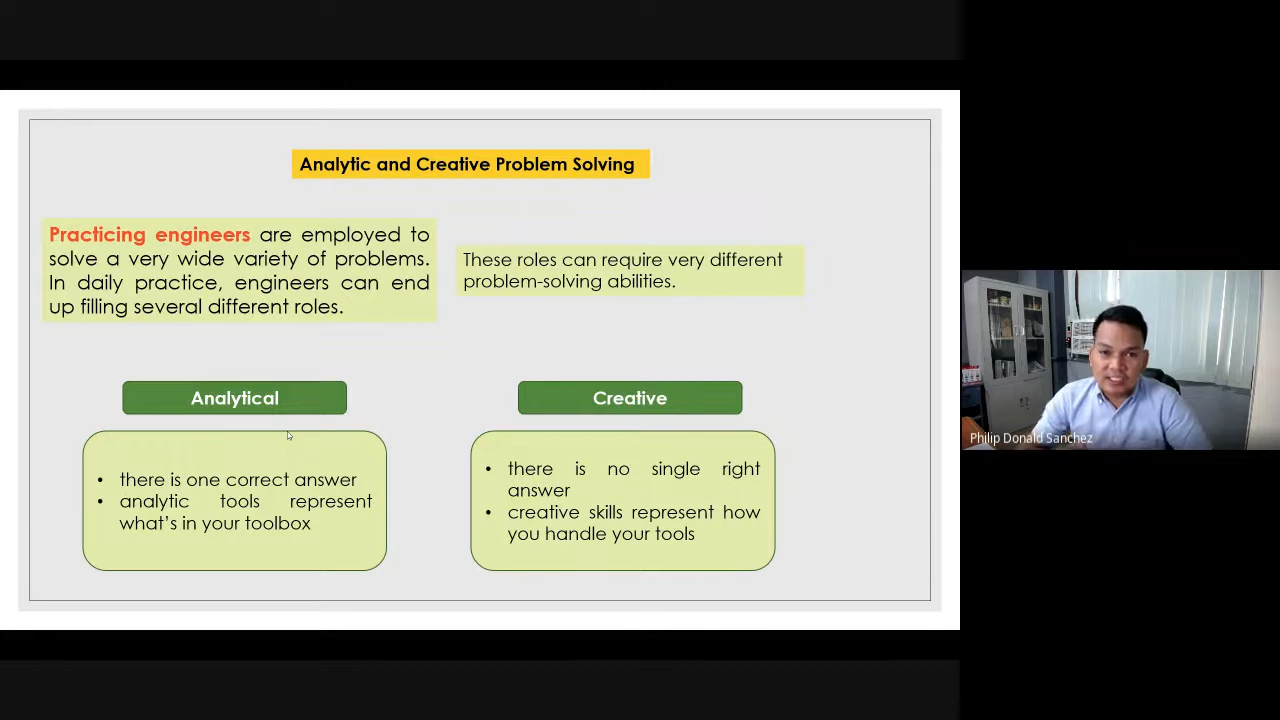 Analytic and Creative Problem Solving
Practicing engineers are employed to
solve a very wide variety of problems.
In daily practice, engineers can end
up filling several different roles.
These roles can require very different
problem-solving abilities.
Analytical
• there is one correct answer
• analytic tools represent
what’s in your toolbox
Creative
• there is no single right
answer
• creative skills represent how
you handle your tools
Philip Donald Sanchez